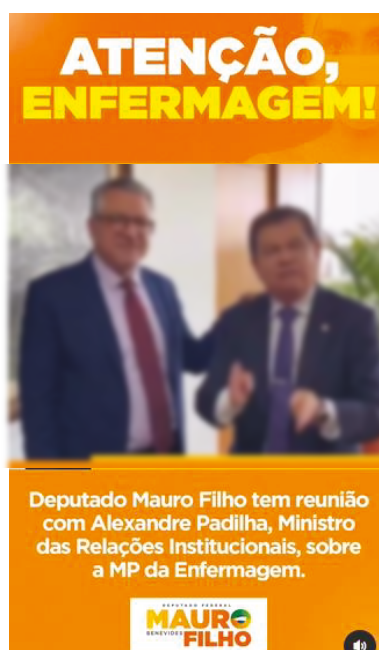 ATENÇÃO,
ENFERMAGEM!
Deputado Mauro Filho tem reunião
com Alexandre Padilha, Ministro
das Relações Institucionais, sobre
a MP da Enfermagem.
DEPUTADO FEDERAL
MAURO
BENEVIDES FILHO